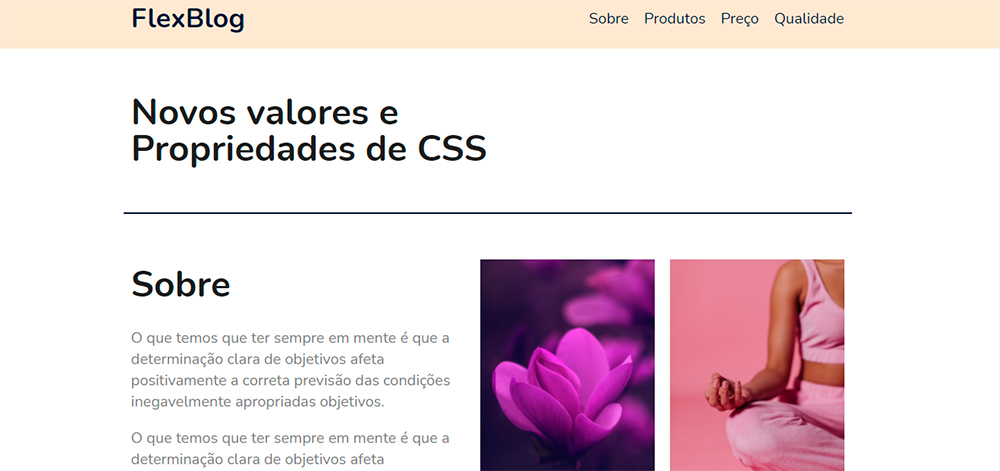 FlexBlog
Sobre Produtos Preço Qualidade
Novos valores e
Propriedades de CSS
Sobre
O que temos que ter sempre em mente é que a
determinação clara de objetivos afeta
positivamente a correta previsão das condições
inegavelmente apropriadas objetivos.
O que temos que ter sempre em mente é que a
determinação clara de objetivos afeta